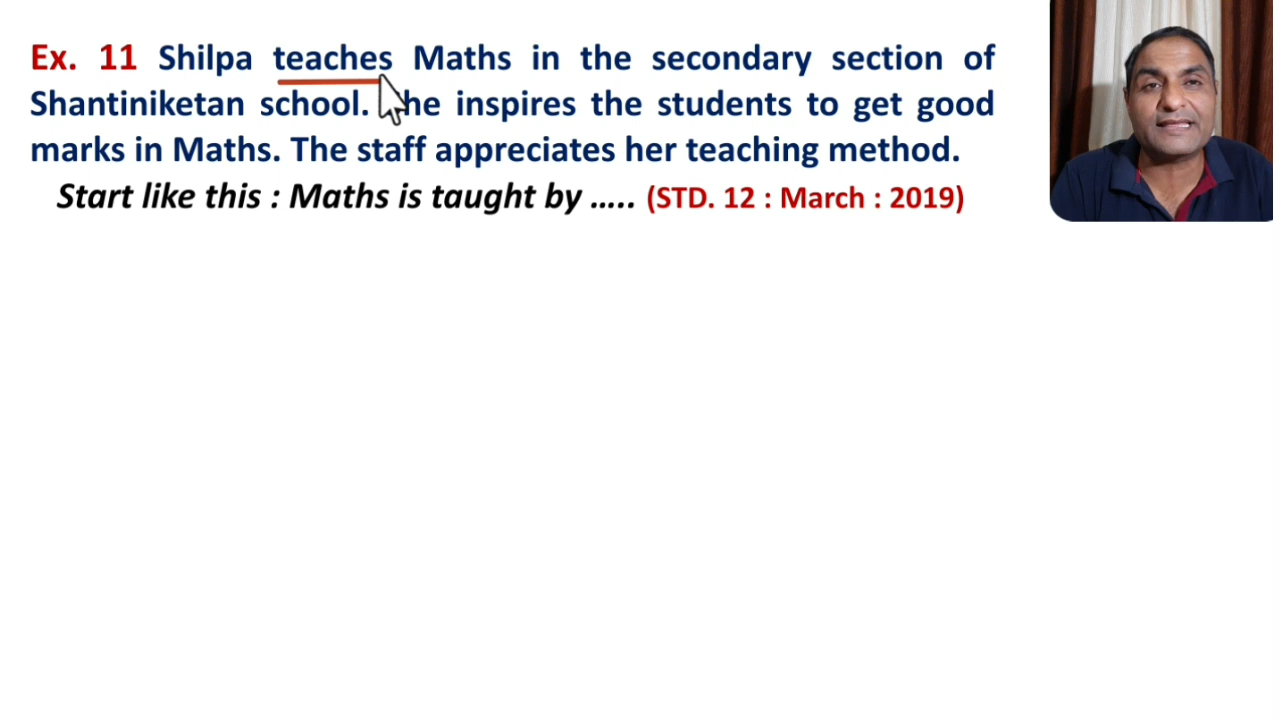 Ex. 11 Shilpa teaches Maths in the secondary section of
Shantiniketan school. he inspires the students to get good
marks in Maths. The staff appreciates her teaching method.
Start like this : Maths is taught by ..... (STD. 12 : March : 2019)